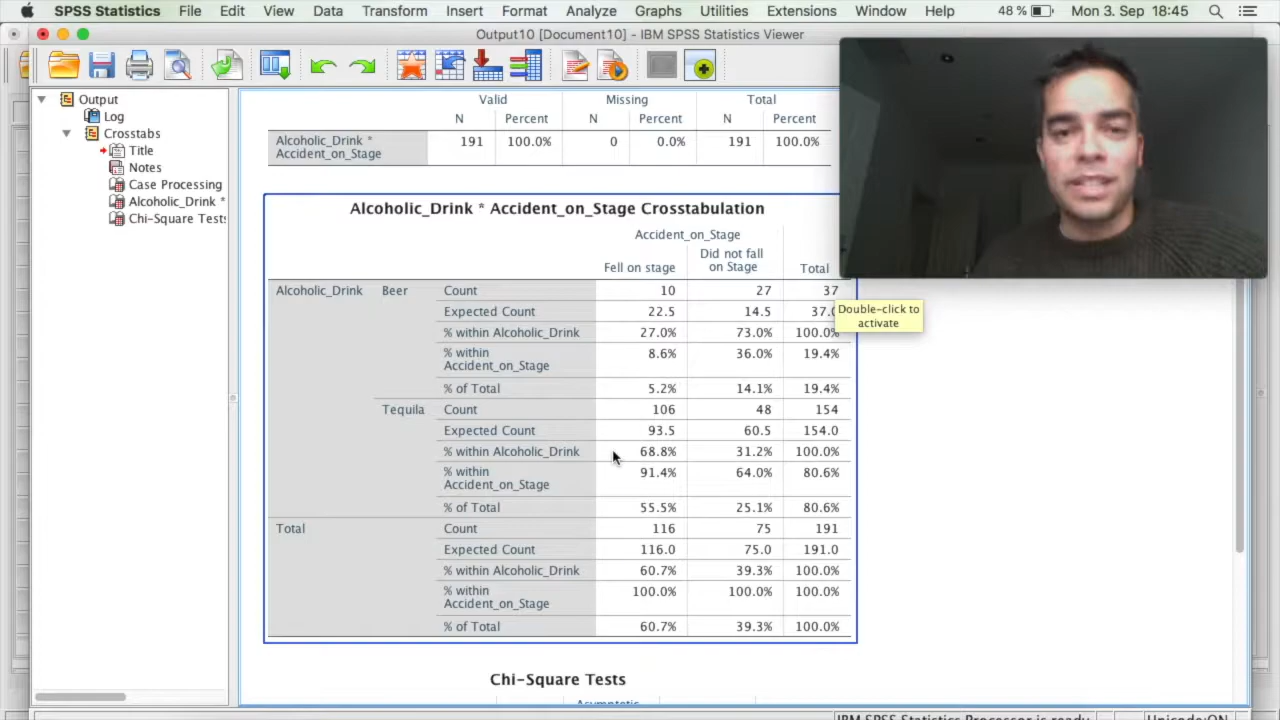 SPSS Statistics File Edit View Data Transform Insert Format Analyze Graphs Utilities Extensions Window Help 48 % Mon 3. Sep 18:45
Output10 [Document10] - IBM SPSS Statistics Viewer
Output
Log
Crosstabs
Title
Notes
Case Processing
Alcoholic_Drink *
Chi-Square Tests
Valid Missing Total
N Percent N Percent N Percent
Alcoholic_Drink * 191 100.0% 0 0.0% 191 100.0%
Accident_on_Stage
Alcoholic_Drink * Accident_on_Stage Crosstabulation
Accident_on_Stage
Fell on stage Did not fall on Stage Total
Alcoholic_Drink Beer Count 10 27 37
Expected Count 22.5 14.5 37.0
% within Alcoholic_Drink 27.0% 73.0% 100.0%
% within 8.6% 36.0% 19.4%
Accident_on_Stage
% of Total 5.2% 14.1% 19.4%
Tequila Count 106 48 154
Expected Count 93.5 60.5 154.0
% within Alcoholic_Drink 68.8% 31.2% 100.0%
% within 91.4% 64.0% 80.6%
Accident_on_Stage
% of Total 55.5% 25.1% 80.6%
Total Count 116 75 191
Expected Count 116.0 75.0 191.0
% within Alcoholic_Drink 60.7% 39.3% 100.0%
% within 100.0% 100.0% 100.0%
Accident_on_Stage
% of Total 60.7% 39.3% 100.0%
Double-click to
activate
Chi-Square Tests
Asymptotic
IBM SPSS Statistics Processor is ready Unicode:ON